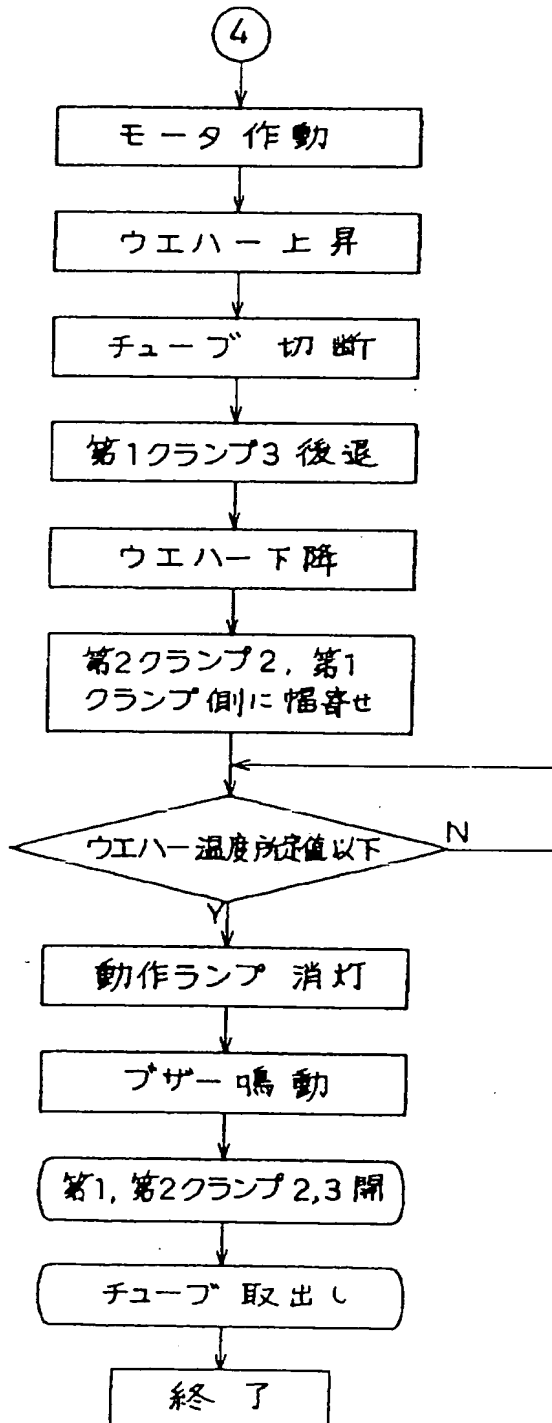 4
モータ作動
ウエハー上昇
チューブ 切断
第1クランプ3後退
ウエハー下降
第2クランプ2,第1
クランプ側に幅寄せ
ウエハー温度所定値以下
N
Y
動作ランプ 消灯
ブザー鳴動
第1,第2クランプ2,3開
チューブ取出し
終了